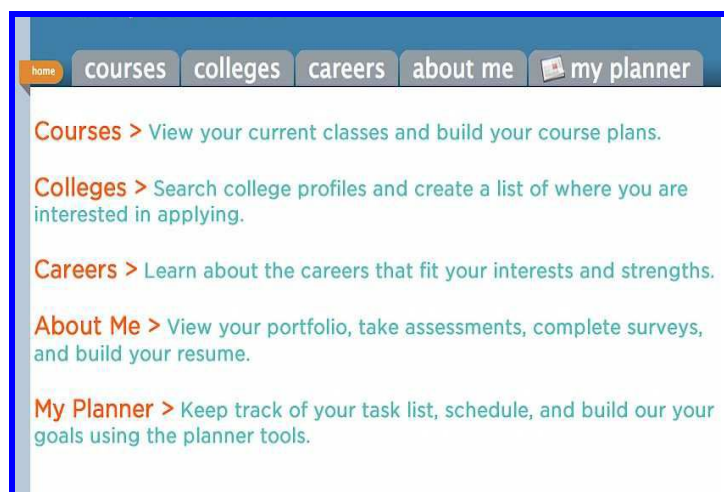 home courses colleges careers about me my planner
Courses > View your current classes and build your course plans.
Colleges > Search college profiles and create a list of where you are
interested in applying.
Careers > Learn about the careers that fit your interests and strengths.
About Me > View your portfolio, take assessments, complete surveys,
and build your resume.
My Planner > Keep track of your task list, schedule, and build our your
goals using the planner tools.